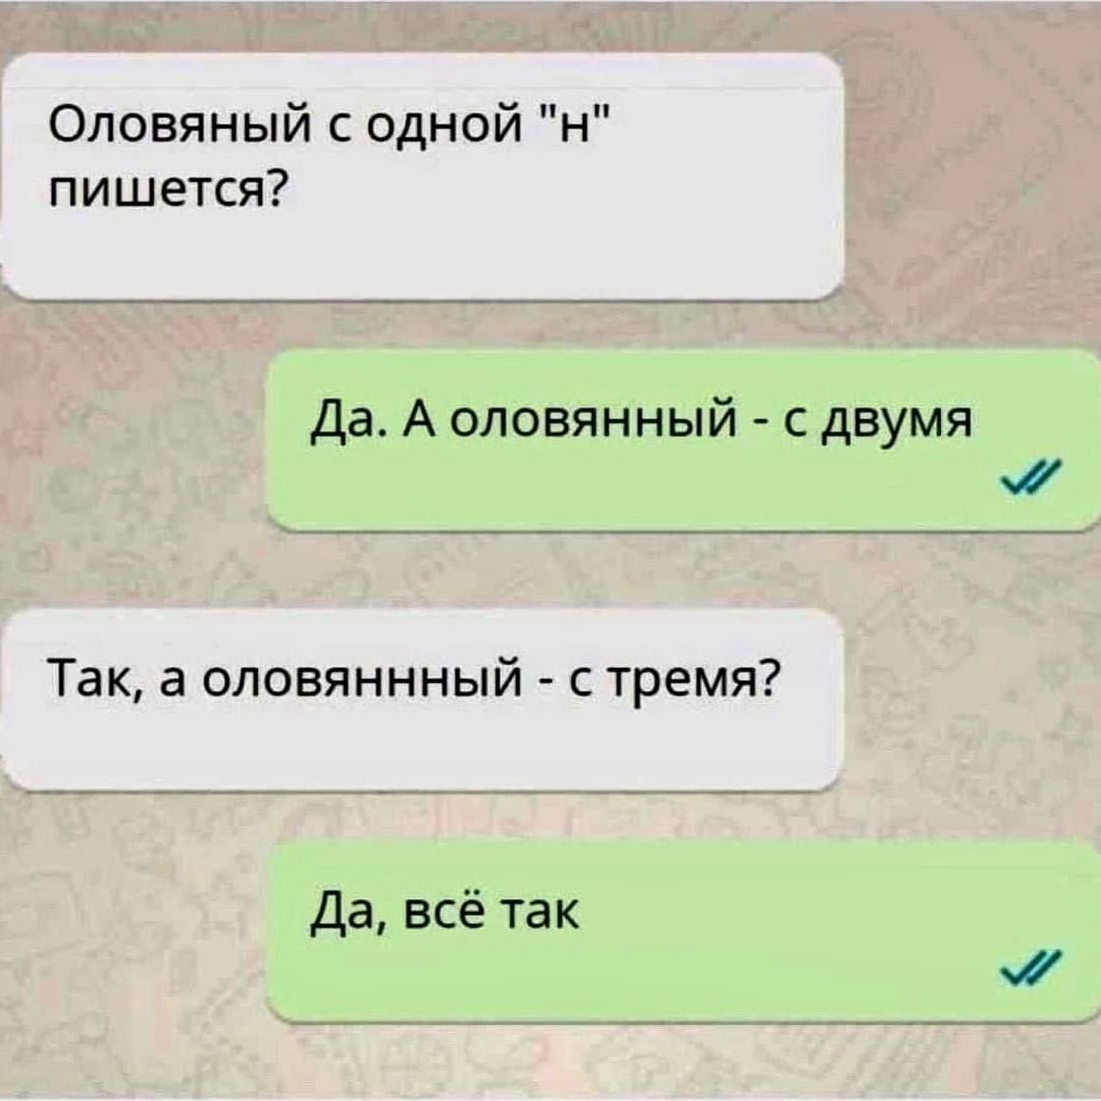 Оловяный с одной "н"
пишется?
Да. А оловянный - с двумя
Так, а оловяннный - с тремя?
Да, всё так